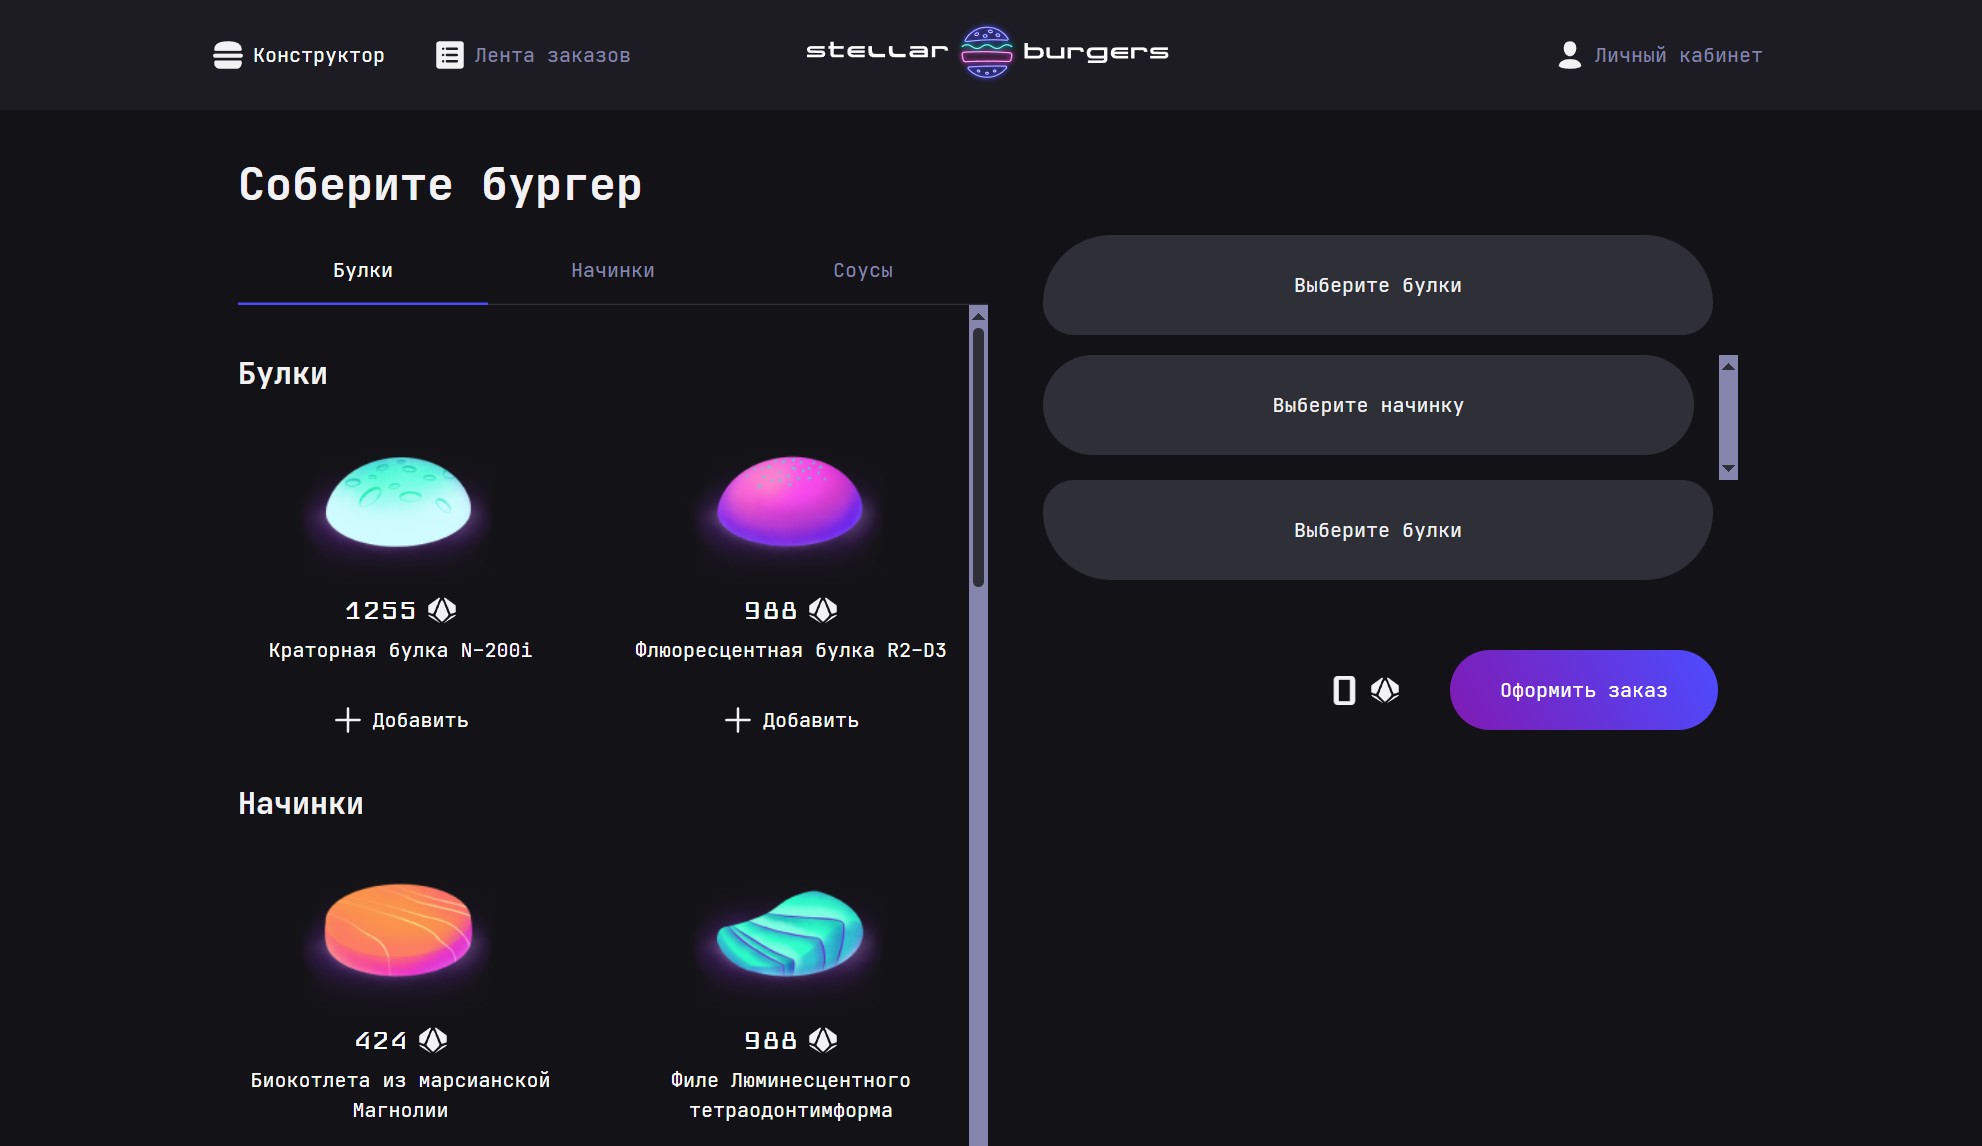 Конструктор
Лента заказов
stellar burgers
Личный кабинет
Соберите бургер
Булки
Начинки
Соусы
Булки
1255
Краторная булка N-200i
Добавить
988
Флюоресцентная булка R2-D3
Добавить
Начинки
424
Биокотлета из марсианской
Магнолии
988
Филе Люминесцентного
тетраодонтимформа
Выберите булки
Выберите начинку
Выберите булки
0
Оформить заказ